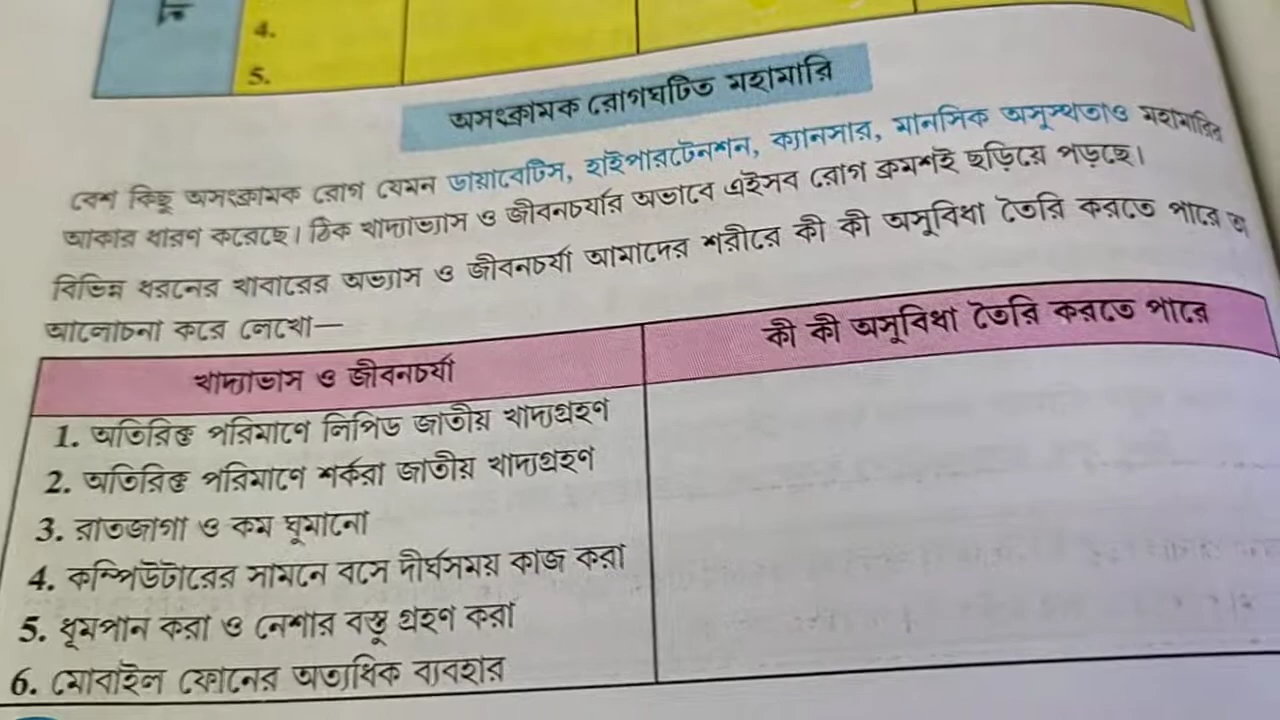 4.
5.
অসংক্রামক রোগঘটিত মহামারি
বেশ কিছু অসংক্রামক রোগ যেমন ডায়াবেটিস, হাইপারটেনশন, ক্যানসার, মানসিক অসুস্থতাও মহামারির
আকার ধারণ করেছে। ঠিক খাদ্যাভ্যাস ও জীবনচর্যার অভাবে এইসব রোগ ক্রমশই ছড়িয়ে পড়ছে।
বিভিন্ন ধরনের খাবারের অভ্যাস ও জীবনচর্যা আমাদের শরীরে কী কী অসুবিধা তৈরি করতে পারে
আলোচনা করে লেখো—
খাদ্যাভাস ও জীবনচর্যা
কী কী অসুবিধা তৈরি করতে পারে
1. অতিরিক্ত পরিমাণে লিপিড জাতীয় খাদ্যগ্রহণ
2. অতিরিক্ত পরিমাণে শর্করা জাতীয় খাদ্যগ্রহণ
3. রাতজাগা ও কম ঘুমানো
4. কম্পিউটারের সামনে বসে দীর্ঘসময় কাজ করা
5. ধূমপান করা ও নেশার বস্তু গ্রহণ করা
6. মোবাইল ফোনের অত্যধিক ব্যবহার